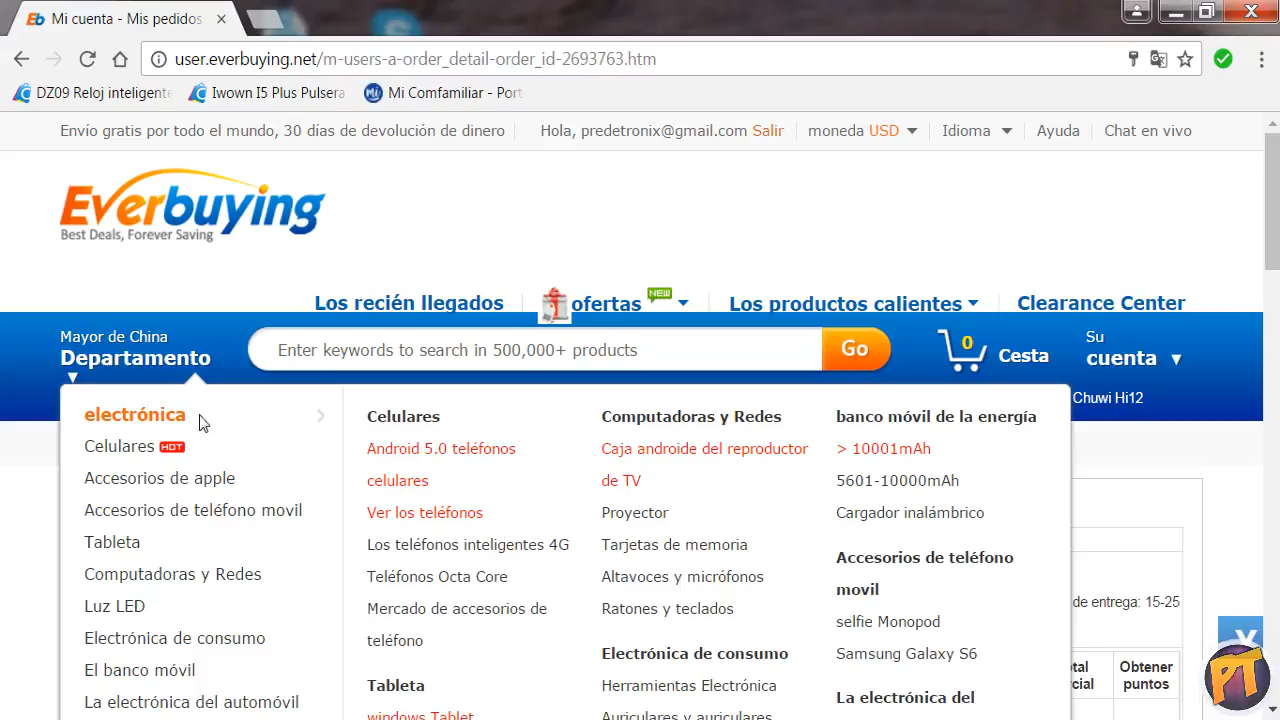 Mi cuenta - Mis pedidos
user.everbuying.net/m-users-a-order_detail-order_id-2693763.htm
DZ09 Reloj inteligente
Iwown I5 Plus Pulsera
Mi Comfamiliar - Port
Envío gratis por todo el mundo, 30 días de devolución de dinero
Hola, predetronix@gmail.com Salir
moneda USD
Idioma
Ayuda
Chat en vivo
Everbuying
Best Deals, Forever Saving
Los recién llegados
ofertas NEW
Los productos calientes
Clearance Center
Mayor de China
Departamento
Enter keywords to search in 500,000+ products
Go
0
Cesta
Su
cuenta
Chuwi Hi12
electrónica
Celulares HOT
Accesorios de apple
Accesorios de teléfono movil
Tableta
Computadoras y Redes
Luz LED
Electrónica de consumo
El banco móvil
La electrónica del automóvil
Celulares
Android 5.0 teléfonos
celulares
Ver los teléfonos
Los teléfonos inteligentes 4G
Teléfonos Octa Core
Mercado de accesorios de
teléfono
Tableta
windows Tablet
Computadoras y Redes
Caja androide del reproductor
de TV
Proyector
Tarjetas de memoria
Altavoces y micrófonos
Ratones y teclados
Electrónica de consumo
Herramientas Electrónica
Auriculares y auriculares
banco móvil de la energía
> 10001mAh
5601-10000mAh
Cargador inalámbrico
Accesorios de teléfono
movil
selfie Monopod
Samsung Galaxy S6
La electrónica del
de entrega: 15-25
Obtener
puntos
PT